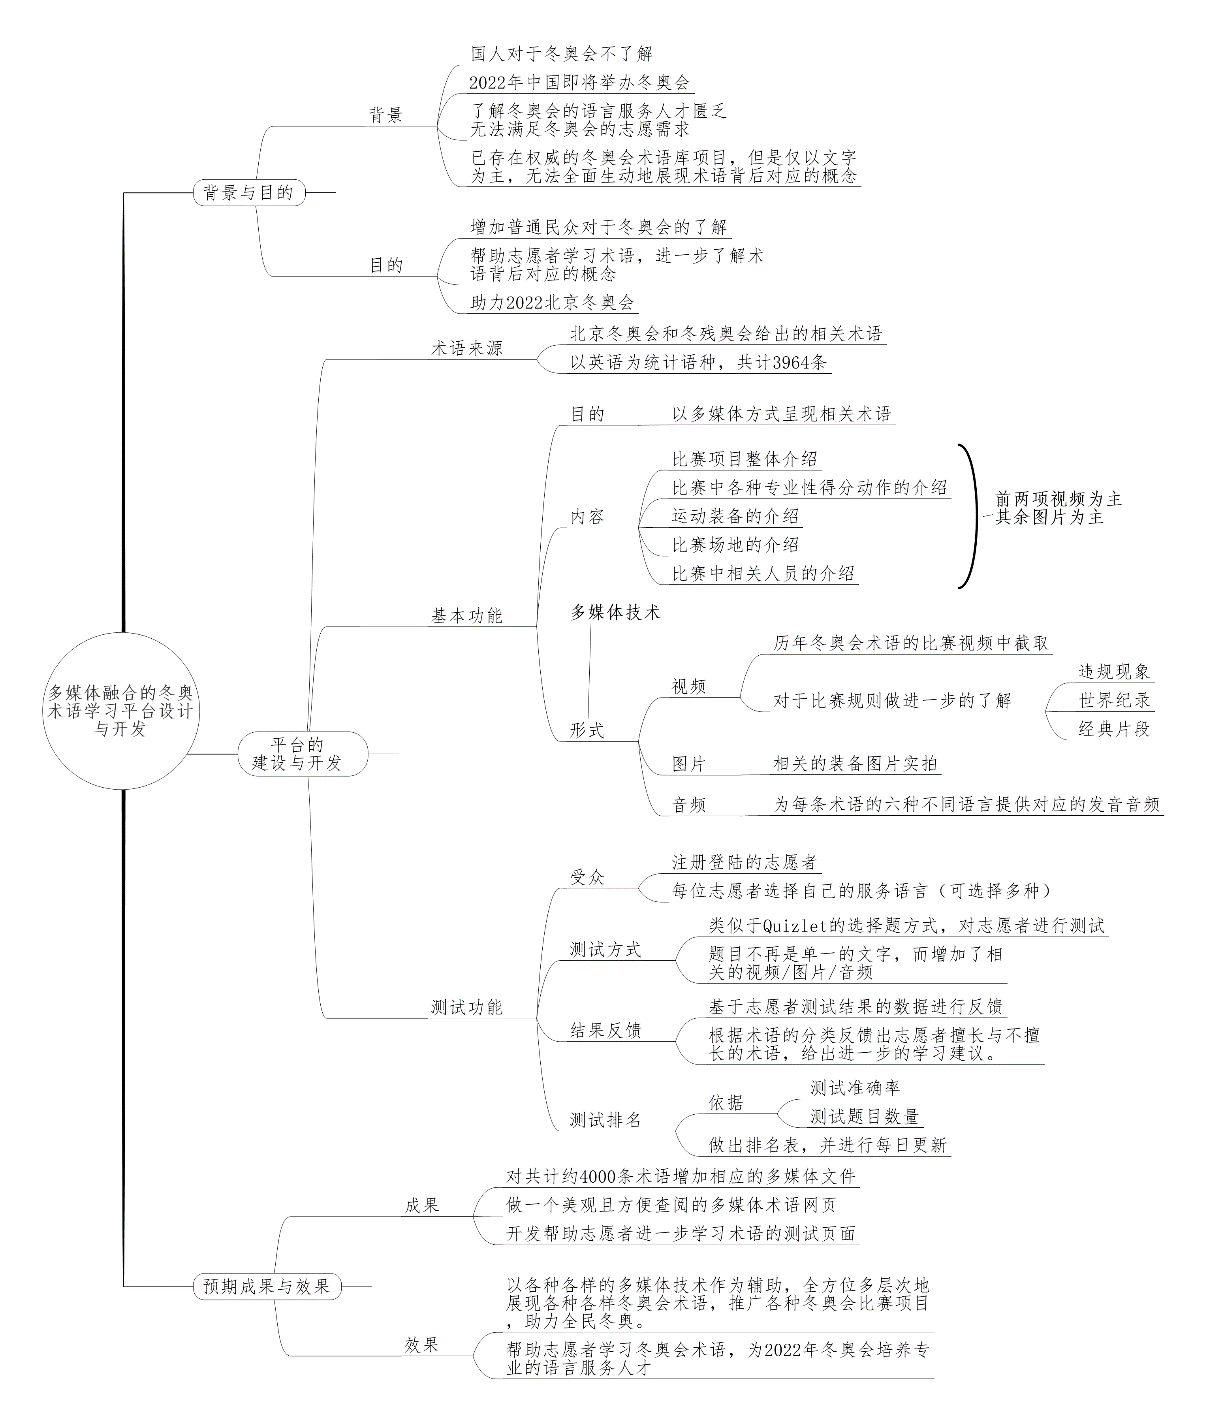 多媒体融合的冬奥
术语学习平台设计
与开发
背景与目的
背景
国人对于冬奥会不了解
2022年中国即将举办冬奥会
了解冬奥会的语言服务人才匮乏
无法满足冬奥会的志愿需求
已存在权威的冬奥会术语库项目，但是仅以文字
为主，无法全面生动地展现术语背后对应的概念
目的
增加普通民众对于冬奥会的了解
帮助志愿者学习术语，进一步了解术
语背后对应的概念
助力2022北京冬奥会
平台的
建设与开发
术语来源
北京冬奥会和冬残奥会给出的相关术语
以英语为统计语种，共计3964条
基本功能
目的
以多媒体方式呈现相关术语
内容
比赛项目整体介绍
比赛中各种专业性得分动作的介绍
运动装备的介绍
比赛场地的介绍
比赛中相关人员的介绍
前两项视频为主
其余图片为主
多媒体技术
形式
视频
历年冬奥会术语的比赛视频中截取
对于比赛规则做进一步的了解
违规现象
世界纪录
经典片段
图片
相关的装备图片实拍
音频
为每条术语的六种不同语言提供对应的发音音频
测试功能
受众
注册登陆的志愿者
每位志愿者选择自己的服务语言（可选择多种）
测试方式
类似于Quizlet的选择题方式，对志愿者进行测试
题目不再是单一的文字，而增加了相
关的视频/图片/音频
结果反馈
基于志愿者测试结果的数据进行反馈
根据术语的分类反馈出志愿者擅长与不擅
长的术语，给出进一步的学习建议。
测试排名
依据
测试准确率
测试题目数量
做出排名表，并进行每日更新
预期成果与效果
成果
对共计约4000条术语增加相应的多媒体文件
做一个美观且方便查阅的多媒体术语网页
开发帮助志愿者进一步学习术语的测试页面
效果
以各种各样的多媒体技术作为辅助，全方位多层次地
展现各种各样冬奥会术语，推广各种冬奥会比赛项目
，助力全民冬奥。
帮助志愿者学习冬奥会术语，为2022年冬奥会培养专
业的语言服务人才